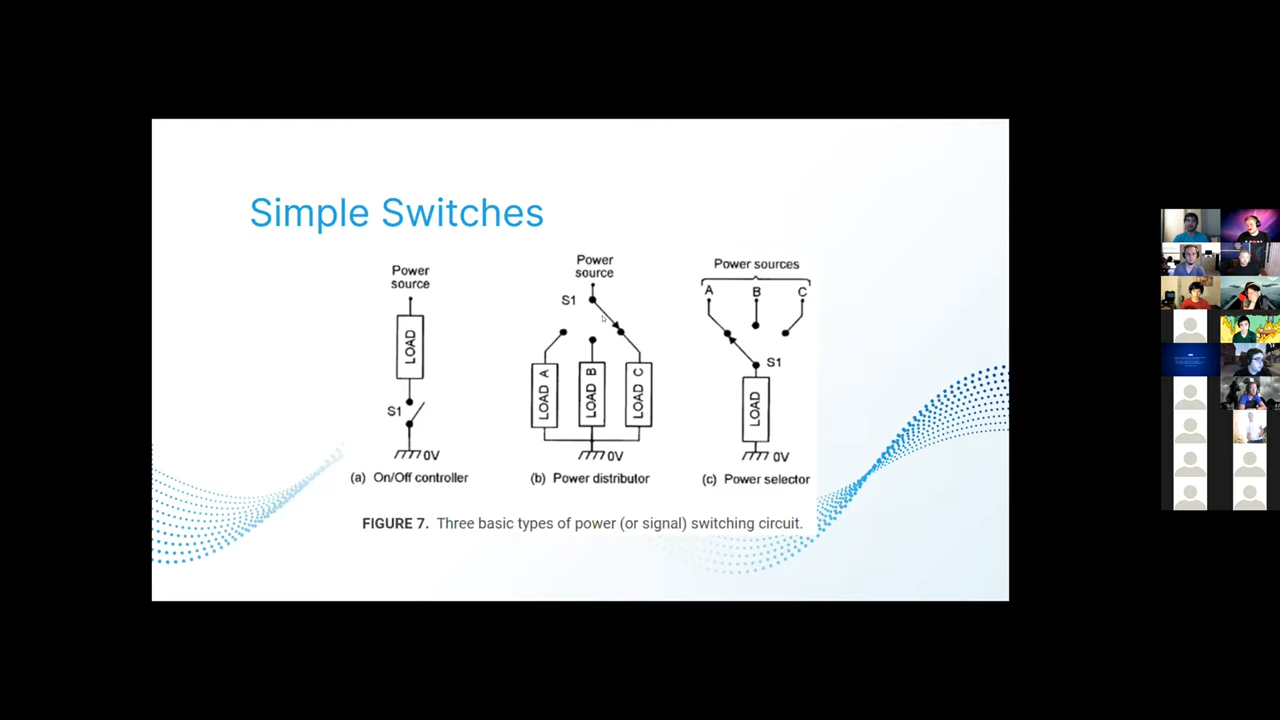 Simple Switches
Power
source
LOAD
S1
0V
(a) On/Off controller
Power
source
S1
LOAD A
LOAD B
LOAD C
0V
(b) Power distributor
Power sources
A B C
S1
LOAD
0V
(c) Power selector
FIGURE 7. Three basic types of power (or signal) switching circuit.